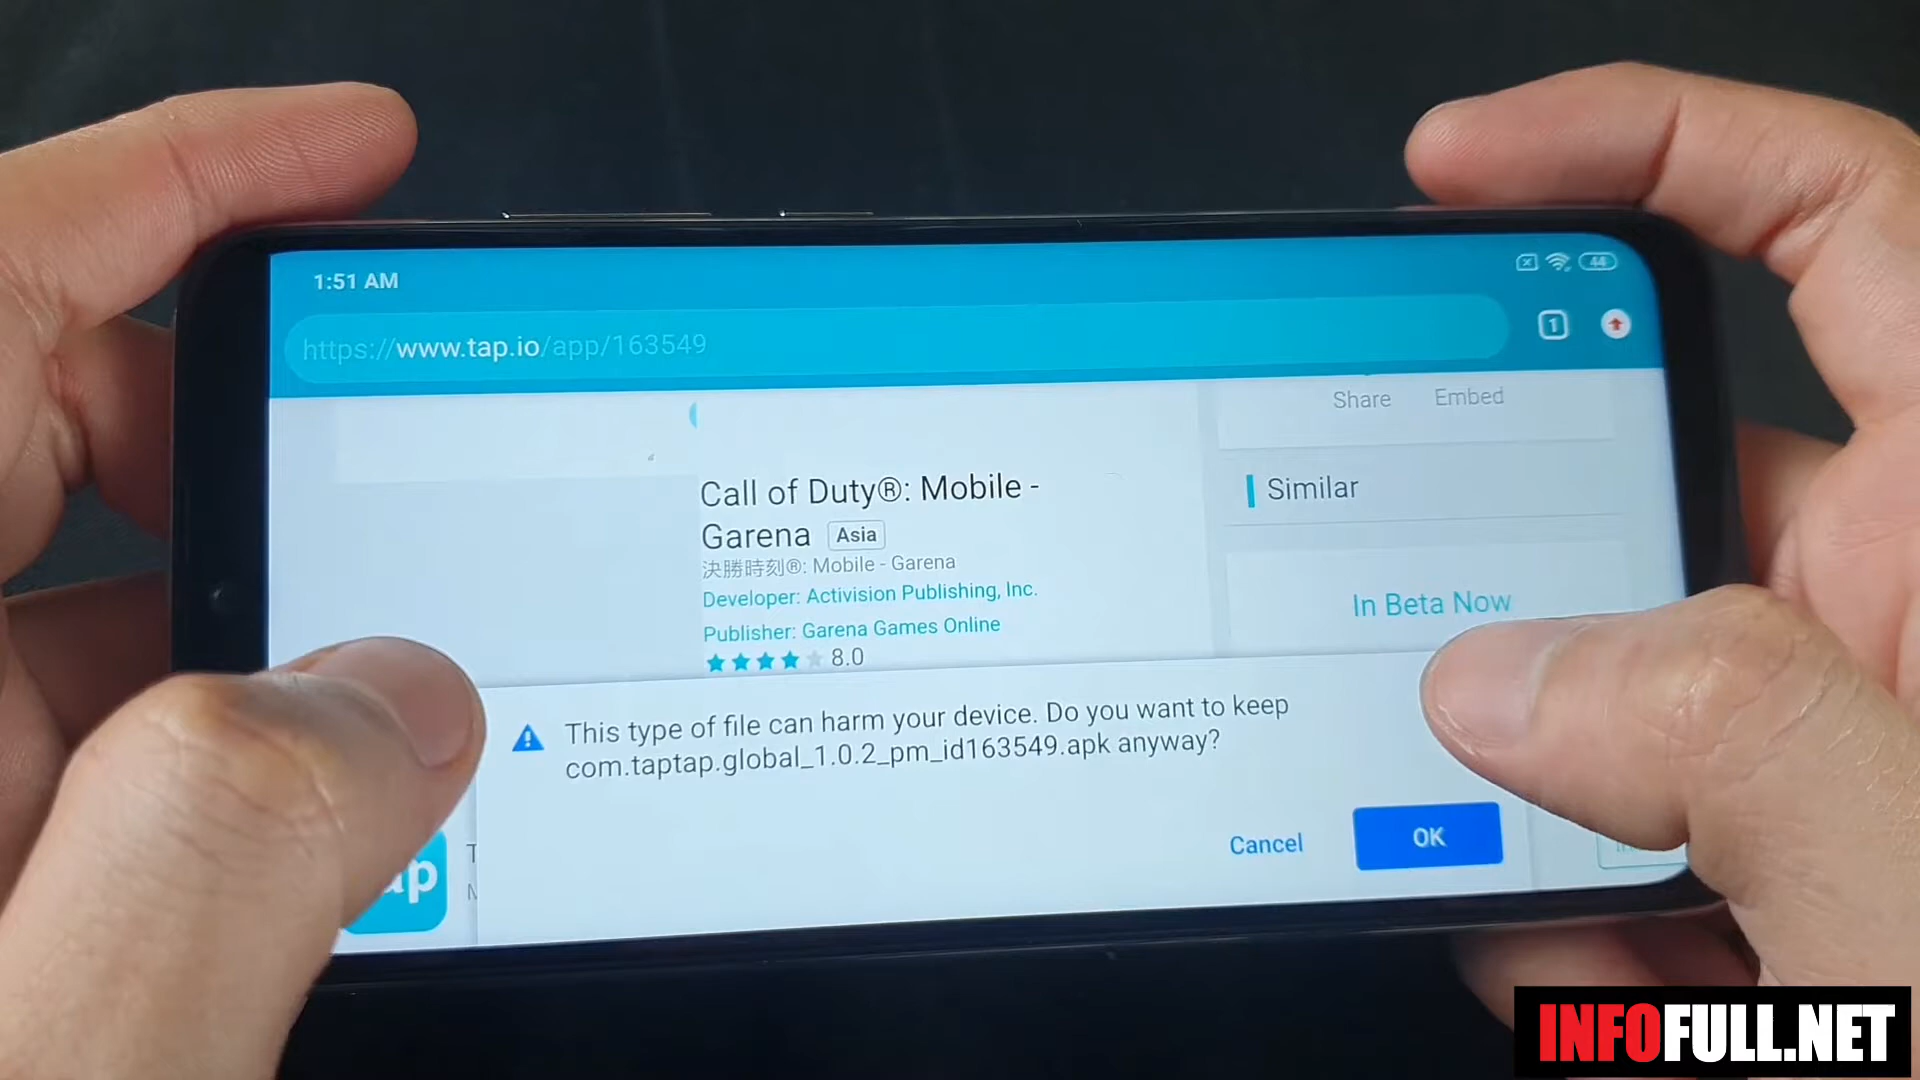 1:51 AM
44
https://www.tap.io/app/163549
1
Share Embed
Call of Duty®: Mobile -
Garena Asia
決勝時刻®: Mobile - Garena
Developer: Activision Publishing, Inc.
Publisher: Garena Games Online
8.0
Similar
In Beta Now
This type of file can harm your device. Do you want to keep
com.taptap.global_1.0.2_pm_id163549.apk anyway?
Cancel OK
INFOFULL.NET